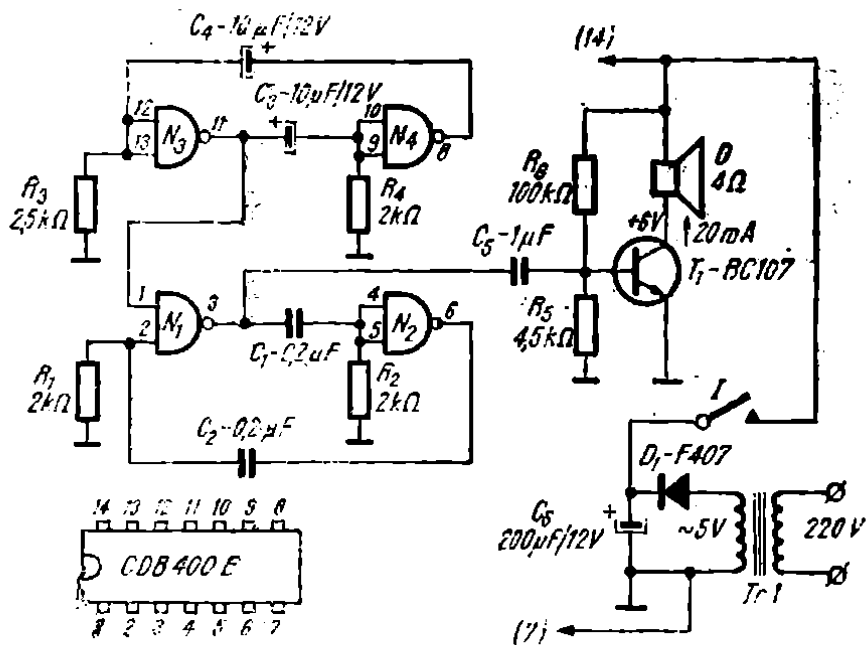 C4-10µF/12V
(14)
C3-10µF/12V
12
13
N3
11
10
9
N4
8
R3
2,5kΩ
R4
2kΩ
R6
100kΩ
D
4Ω
+6V
20mA
C5-1µF
T1-BC107
1
2
N1
3
4
5
N2
6
R5
4,5kΩ
C1-0,2µF
R1
2kΩ
R2
2kΩ
C2-0,2µF
I
D1-F407
14 13 12 11 10 9 8
CDB400E
2 3 4 5 6 7
+
200µF/12V
~5V
220V
Tr1
(7)